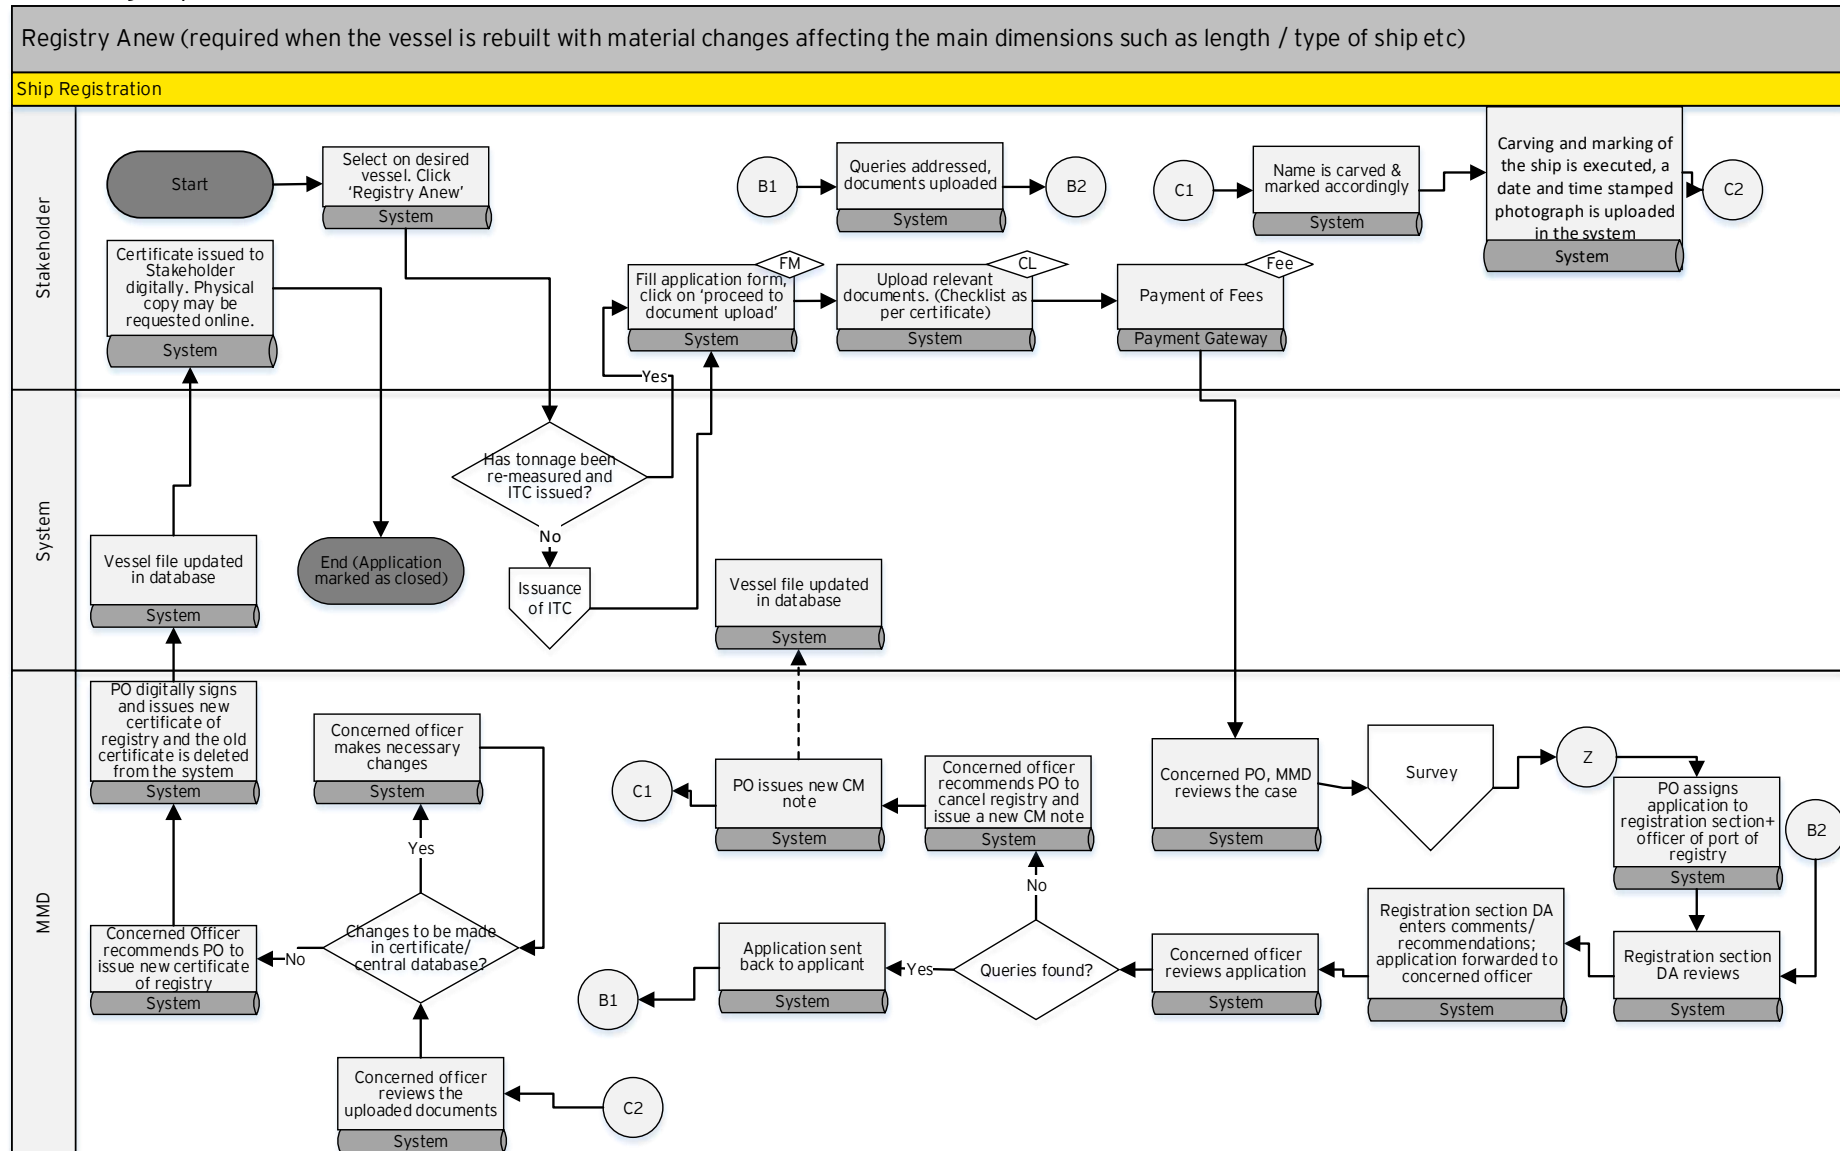 Registry Anew (required when the vessel is rebuilt with material changes affecting the main dimensions such as length / type of ship etc)
Ship Registration
Stakeholder
Start
Select on desired
vessel. Click
‘Registry Anew’
System
B1
Queries addressed,
documents uploaded
System
B2
C1
Name is carved &
marked accordingly
System
Carving and marking of
the ship is executed, a
date and time stamped
photograph is uploaded
in the system
System
C2
Certificate issued to
Stakeholder
digitally. Physical
copy may be
requested online.
System
FM
Fill application form,
click on ‘proceed to
document upload’
System
CL
Upload relevant
documents. (Checklist as
per certificate)
System
Fee
Payment of Fees
Payment Gateway
Yes
System
Has tonnage been
re-measured and
ITC issued?
No
Issuance
of ITC
Vessel file updated
in database
System
End (Application
marked as closed)
Vessel file updated
in database
System
MMD
PO digitally signs
and issues new
certificate of
registry and the old
certificate is deleted
from the system
System
Concerned officer
makes necessary
changes
System
Yes
C1
PO issues new CM
note
System
Concerned officer
recommends PO to
cancel registry and
issue a new CM note
System
No
Concerned PO, MMD
reviews the case
System
Survey
Z
PO assigns
application to
registration section+
officer of port of
registry
System
B2
Concerned Officer
recommends PO to
issue new certificate
of registry
System
No
Changes to be made
in certificate/
central database?
B1
Application sent
back to applicant
System
Yes
Queries found?
Concerned officer
reviews application
System
Registration section DA
enters comments/
recommendations;
application forwarded to
concerned officer
System
Registration section
DA reviews
System
Concerned officer
reviews the
uploaded documents
System
C2